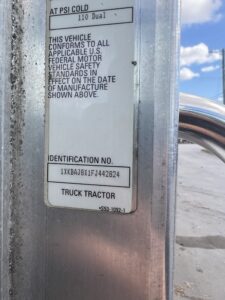 AT PSI COLD
110 Dual
THIS VEHICLE
CONFORMS TO ALL
APPLICABLE U.S.
FEDERAL MOTOR
VEHICLE SAFETY
STANDARDS IN
EFFECT ON THE DATE
OF MANUFACTURE
SHOWN ABOVE.
IDENTIFICATION NO.
TRUCK TRACTOR